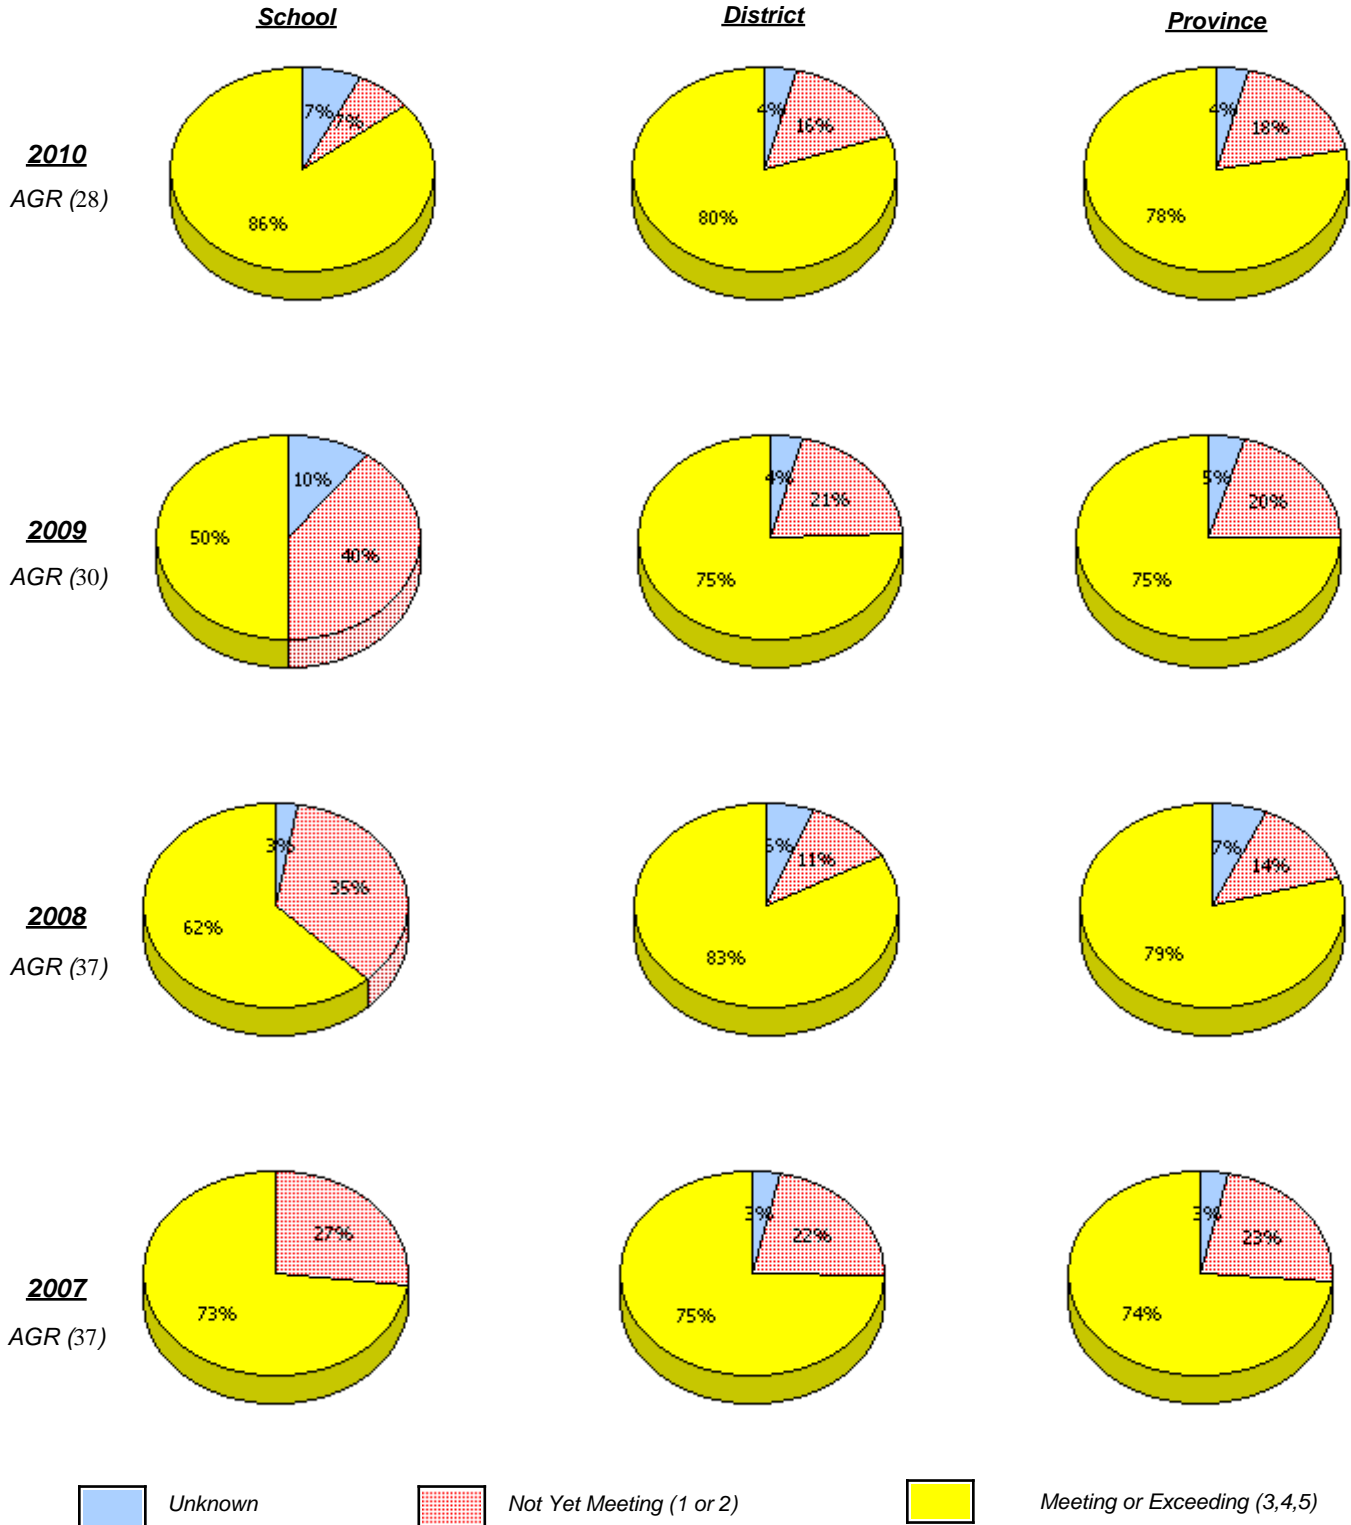 School District Province
7% 7% 86%
4% 16% 80%
4% 18% 78%
2010
AGR (28)
10% 40% 50%
4% 21% 75%
5% 20% 75%
2009
AGR (30)
3% 35% 62%
11% 83%
7% 14% 79%
2008
AGR (37)
27% 73%
3% 22% 75%
3% 23% 74%
2007
AGR (37)
Unknown Not Yet Meeting (1 or 2) Meeting or Exceeding (3,4,5)